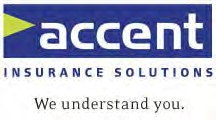 accent
INSURANCE SOLUTIONS
We understand you.